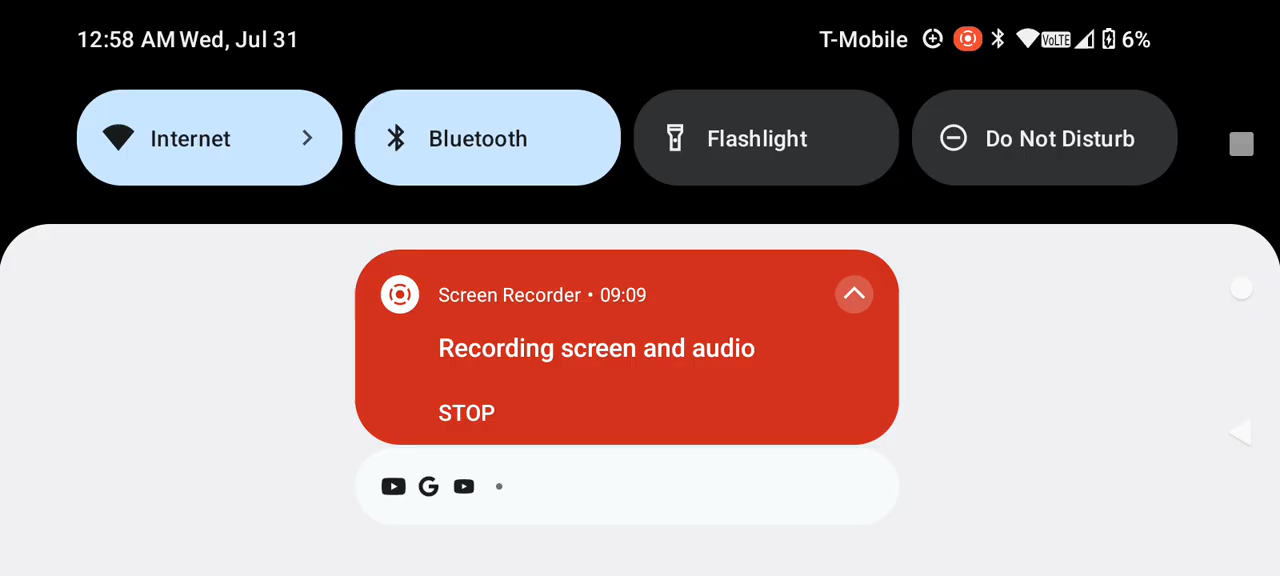 12:58 AM Wed, Jul 31 T-Mobile VoLTE 6%
Internet Bluetooth Flashlight Do Not Disturb
Screen Recorder • 09:09
Recording screen and audio
STOP